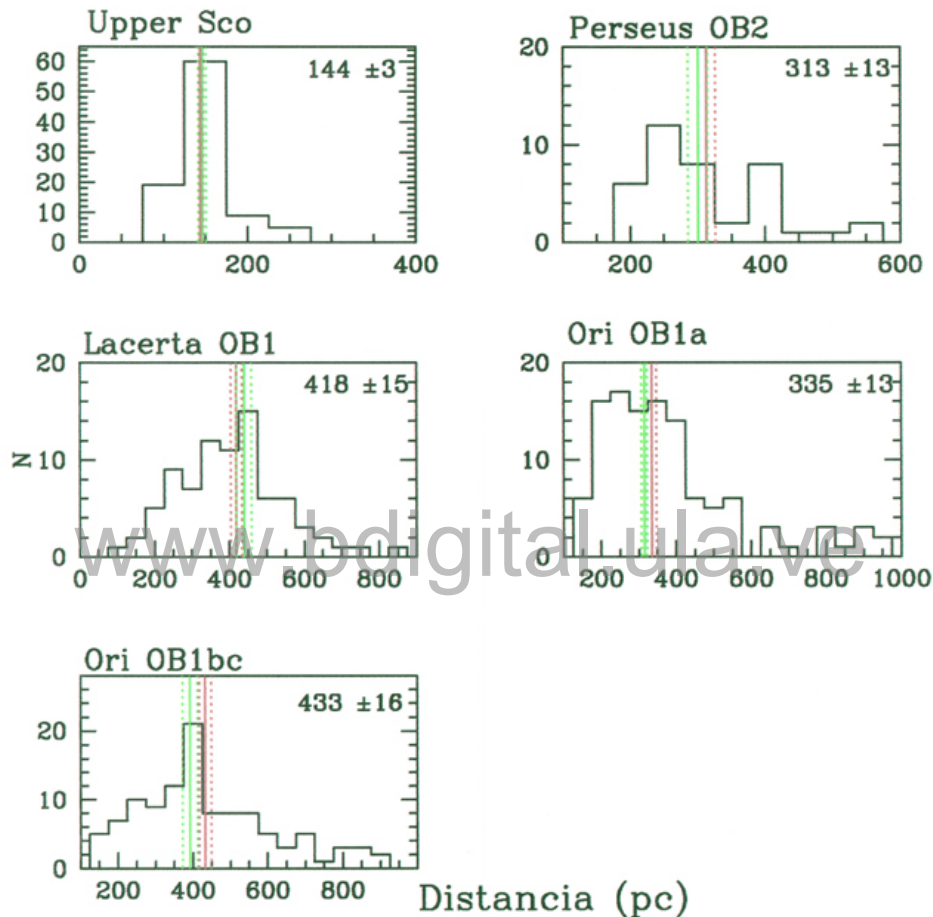 Upper Sco
144 ±3
60
50
40
30
20
10
0
0 200 400
Perseus OB2
313 ±13
20
10
0
200 400 600
Lacerta OB1
418 ±15
20
10
0
N
0 200 400 600 800
Ori OB1a
335 ±13
20
10
0
200 400 600 800 1000
www.bdigital.ula.ve
Ori OB1bc
433 ±16
20
10
0
200 400 600 800
Distancia (pc)